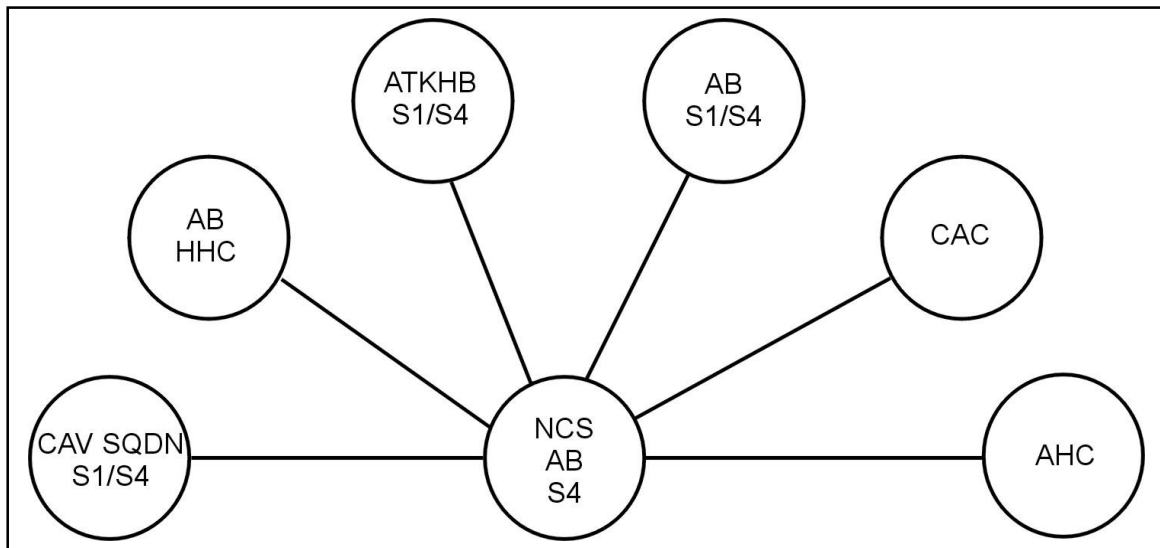 ATKHB
S1/S4
AB
S1/S4
AB
HHC
CAC
CAV SQDN
S1/S4
NCS
AB
S4
AHC